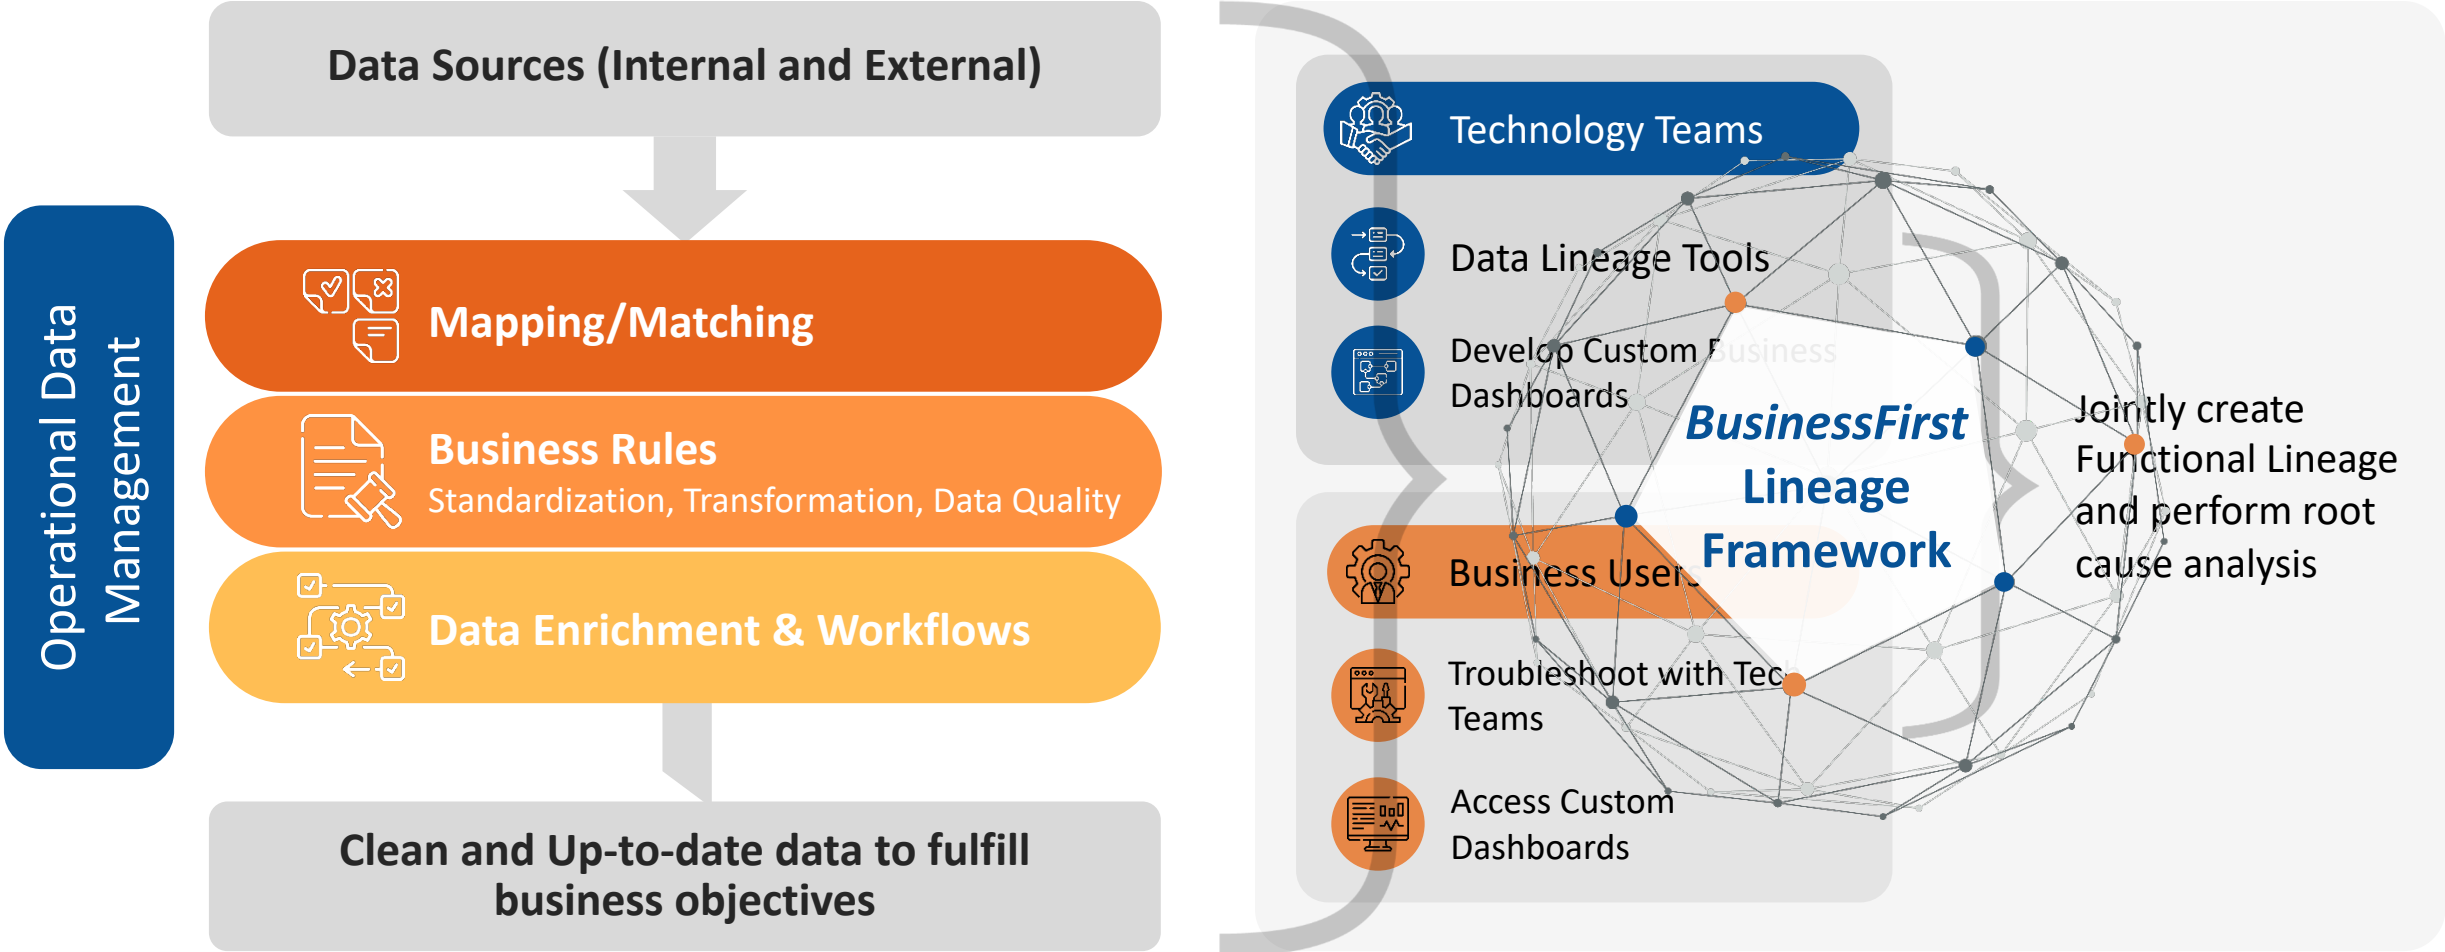 Operational Data
Management
Data Sources (Internal and External)
Mapping/Matching
Business Rules
Standardization, Transformation, Data Quality
Data Enrichment & Workflows
Clean and Up-to-date data to fulfill
business objectives
Technology Teams
Data Lineage Tools
Develop Custom Business
Dashboards
Business Users
Troubleshoot with Tech
Teams
Access Custom
Dashboards
BusinessFirst
Lineage
Framework
Jointly create
Functional Lineage
and perform root
cause analysis